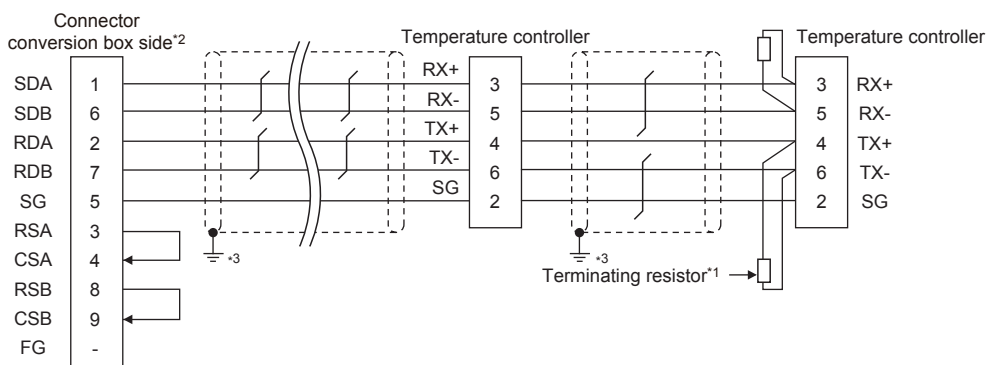 Connector
conversion box side*2
Temperature controller
Temperature controller
SDA 1 RX+ 3 3 RX+
SDB 6 RX- 5 5 RX-
RDA 2 TX+ 4 4 TX+
RDB 7 TX- 6 6 TX-
SG 5 SG 2 2 SG
RSA 3
CSA 4 *3 *3
Terminating resistor*1
RSB 8
CSB 9
FG -